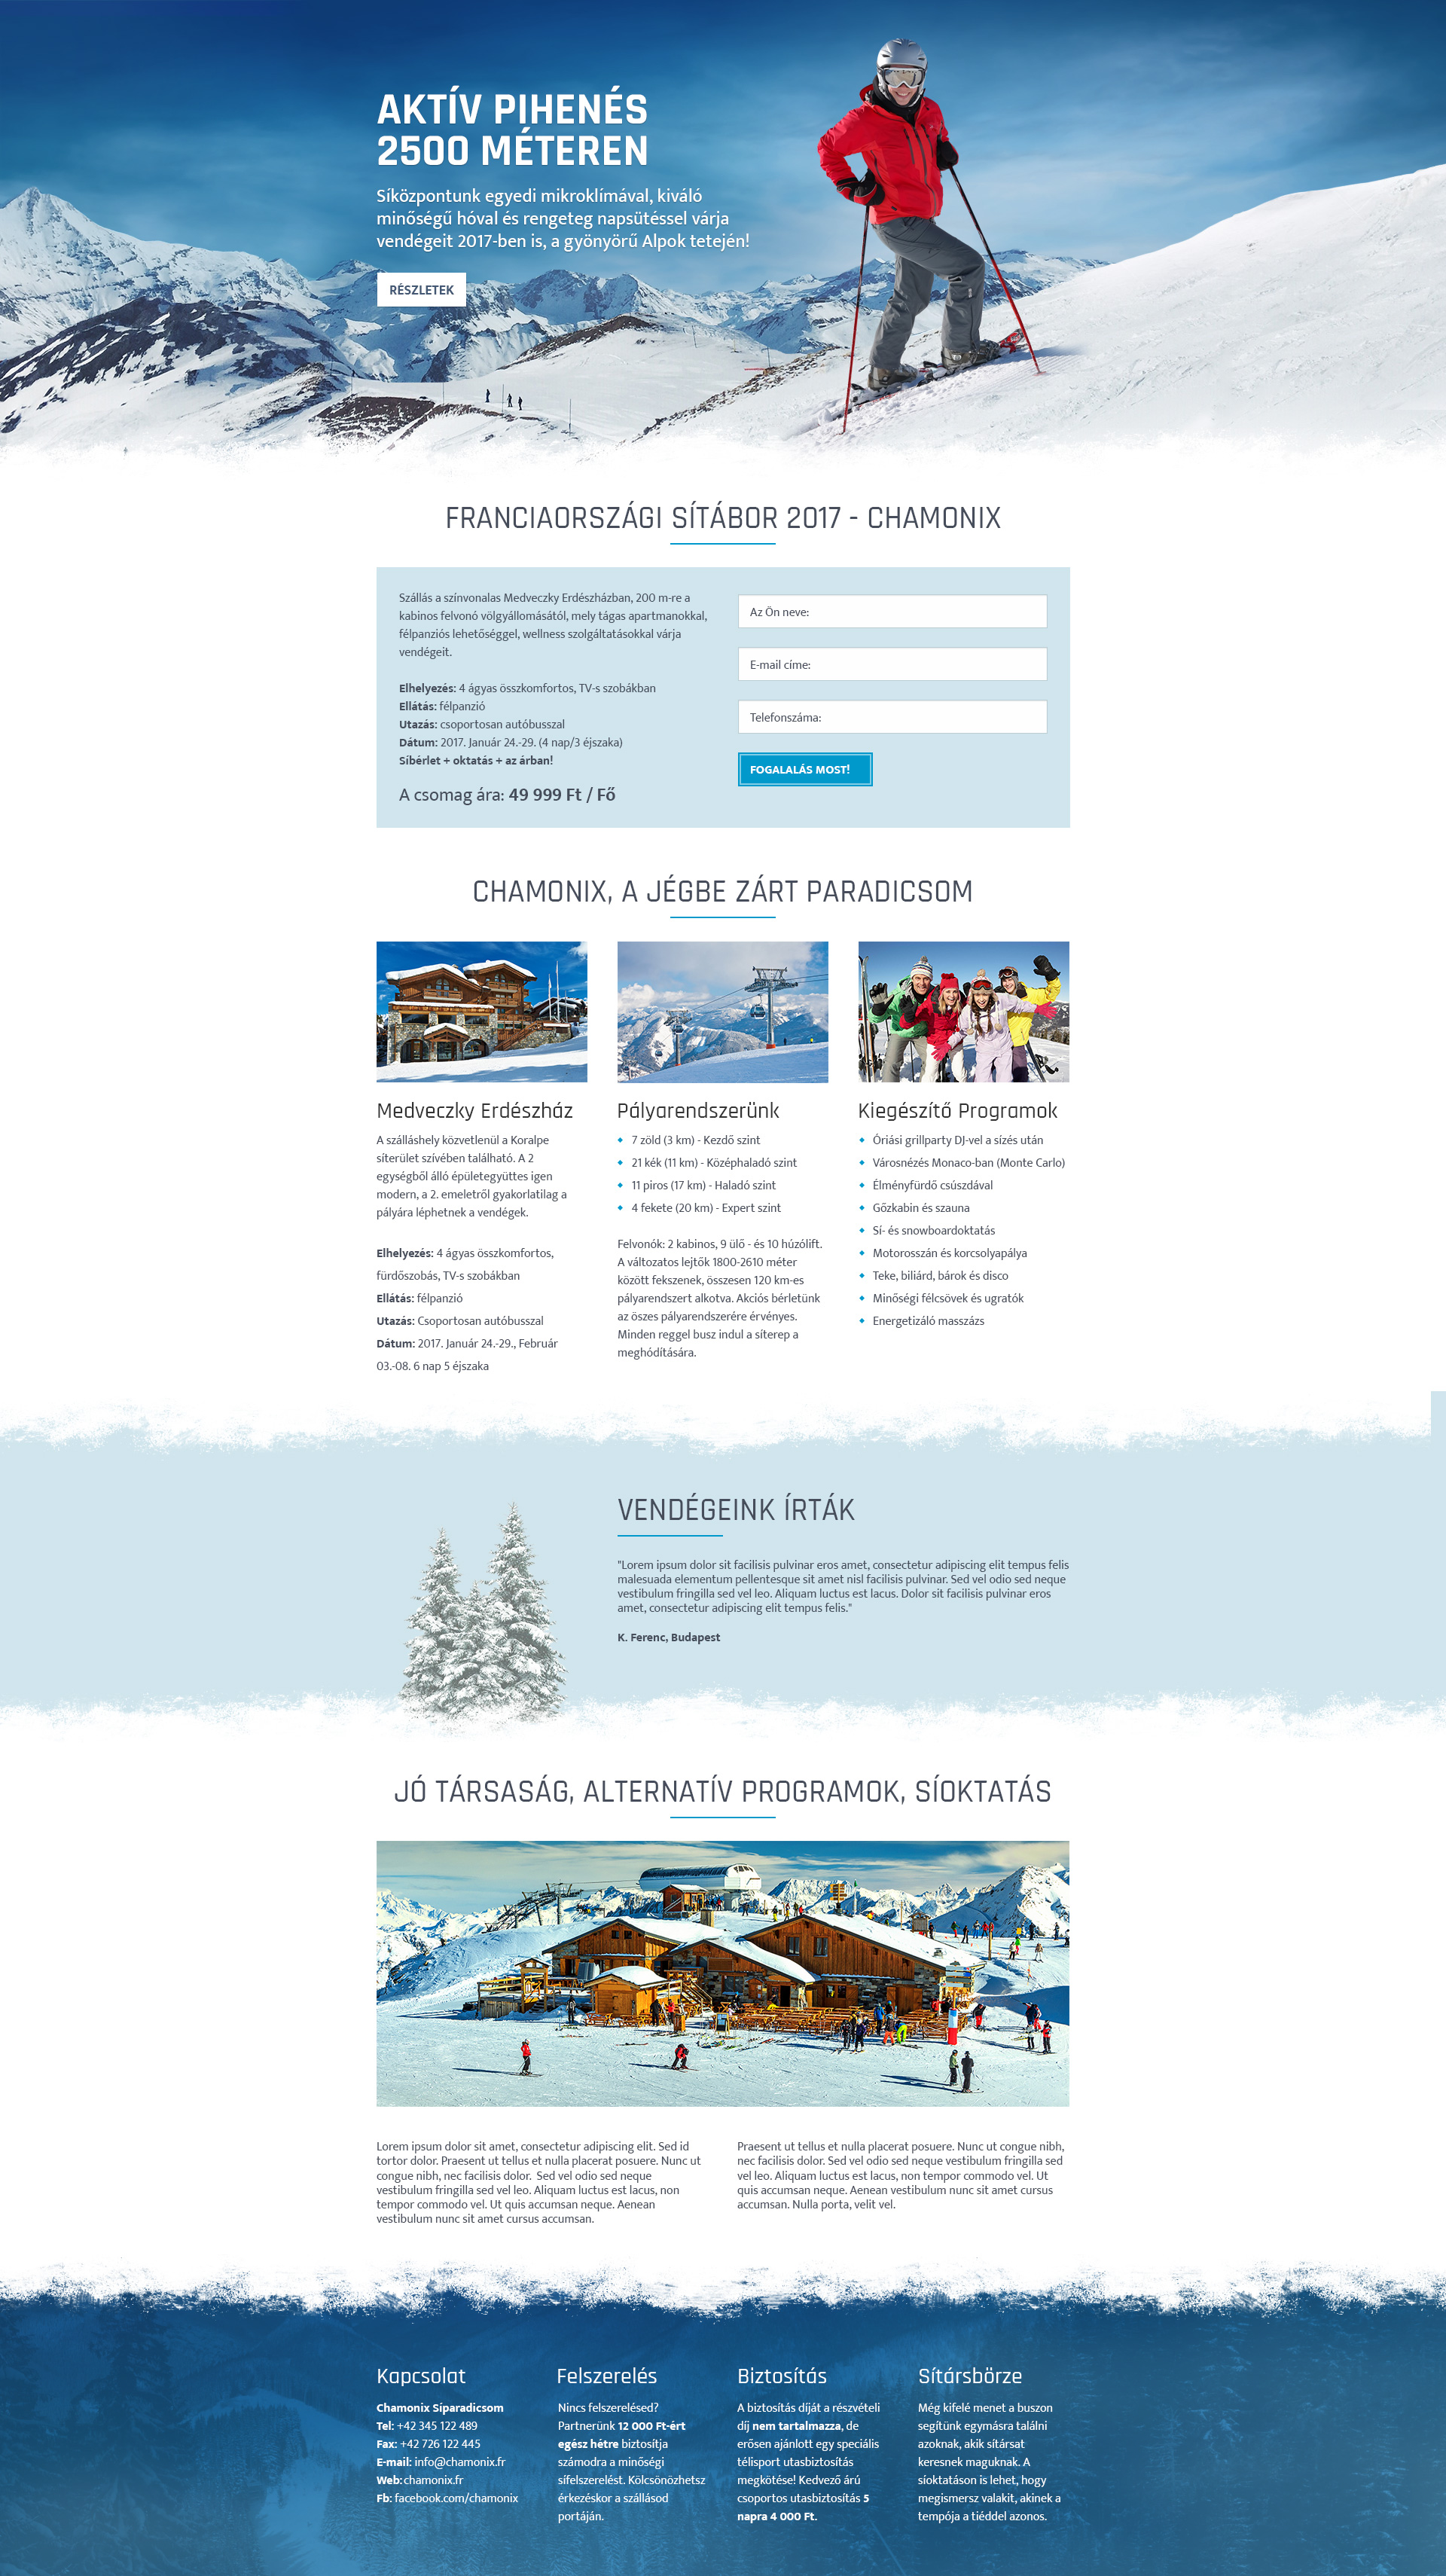 AKTÍV PIHENÉS
2500 MÉTEREN
Síközpontunk egyedi mikroklímával, kiváló
minőségű hóval és rengeteg napsütéssel várja
vendégeit 2017-ben is, a gyönyörű Alpok tetején!
RÉSZLETEK
FRANCIAORSZÁGI SÍTÁBOR 2017 - CHAMONIX
Szállás a színvonalas Medveczky Erdészházban, 200 m-re a
kabinos felvonó völgyállomásától, mely tágas apartmanokkal,
félpanziós lehetőséggel, wellness szolgáltatásokkal várja
vendégeit.
Elhelyezés: 4 ágyas összkomfortos, TV-s szobákban
Ellátás: félpanzió
Utazás: csoportosan autóbusszal
Dátum: 2017. Január 24.-29. (4 nap/3 éjszaka)
Síbérlet + oktatás + az árban!
A csomag ára: 49 999 Ft / Fő
Az Ön neve:
E-mail címe:
Telefonszáma:
FOGALALÁS MOST!
CHAMONIX, A JÉGBE ZÁRT PARADICSOM
Medveczky Erdészház
A szálláshely közvetlenül a Koralpe
síterület szívében található. A 2
egységből álló épületegyüttes igen
modern, a 2. emeletről gyakorlatilag a
pályára léphetnek a vendégek.
Elhelyezés: 4 ágyas összkomfortos,
fürdőszobás, TV-s szobákban
Ellátás: félpanzió
Utazás: Csoportosan autóbusszal
Dátum: 2017. Január 24.-29., Február
03.-08. 6 nap 5 éjszaka
Pályarendszerünk
7 zöld (3 km) - Kezdő szint
21 kék (11 km) - Középhaladó szint
11 piros (17 km) - Haladó szint
4 fekete (20 km) - Expert szint
Felvonók: 2 kabinos, 9 ülő - és 10 húzólift.
A változatos lejtők 1800-2610 méter
között fekszenek, összesen 120 km-es
pályarendszert alkotva. Akciós bérletünk
az öszes pályarendszerére érvényes.
Minden reggel busz indul a síterep a
meghódítására.
Kiegészítő Programok
Óriási grillparty DJ-vel a sízés után
Városnézés Monaco-ban (Monte Carlo)
Élményfürdő csúszdával
Gőzkabin és szauna
Sí- és snowboardoktatás
Motorosszán és korcsolyapálya
Teke, biliárd, bárok és disco
Minőségi félcsövek és ugratók
Energetizáló masszázs
VENDÉGEINK ÍRTÁK
"Lorem ipsum dolor sit facilisis pulvinar eros amet, consectetur adipiscing elit tempus felis
malesuada elementum pellentesque sit amet nisl facilisis pulvinar. Sed vel odio sed neque
vestibulum fringilla sed vel leo. Aliquam luctus est lacus. Dolor sit facilisis pulvinar eros
amet, consectetur adipiscing elit tempus felis."
K. Ferenc, Budapest
JÓ TÁRSASÁG, ALTERNATÍV PROGRAMOK, SÍOKTATÁS
Lorem ipsum dolor sit amet, consectetur adipiscing elit. Sed id
tortor dolor. Praesent ut tellus et nulla placerat posuere. Nunc ut
congue nibh, nec facilisis dolor. Sed vel odio sed neque
vestibulum fringilla sed vel leo. Aliquam luctus est lacus, non
tempor commodo vel. Ut quis accumsan neque. Aenean
vestibulum nunc sit amet cursus accumsan.
Praesent ut tellus et nulla placerat posuere. Nunc ut congue nibh,
nec facilisis dolor. Sed vel odio sed neque vestibulum fringilla sed
vel leo. Aliquam luctus est lacus, non tempor commodo vel. Ut
quis accumsan neque. Aenean vestibulum nunc sit amet cursus
accumsan. Nulla porta, velit vel.
Kapcsolat
Chamonix Síparadicsom
Tel: +42 345 122 489
Fax: +42 726 122 445
E-mail: info@chamonix.fr
Web: chamonix.fr
Fb: facebook.com/chamonix
Felszerelés
Nincs felszerelésed?
Partnerünk 12 000 Ft-ért
egész hétre biztosítja
számodra a minőségi
sífelszerelést. Kölcsönözhetsz
érkezéskor a szállásod
portáján.
Biztosítás
A biztosítás díját a részvételi
díj nem tartalmazza, de
erősen ajánlott egy speciális
télisport utasbiztosítás
megkötése! Kedvező árú
csoportos utasbiztosítás 5
napra 4 000 Ft.
Sítársbörze
Még kifelé menet a buszon
segítünk egymásra találni
azoknak, akik sítársat
keresnek maguknak. A
síoktatáson is lehet, hogy
megismersz valakit, akinek a
tempója a tiéddel azonos.